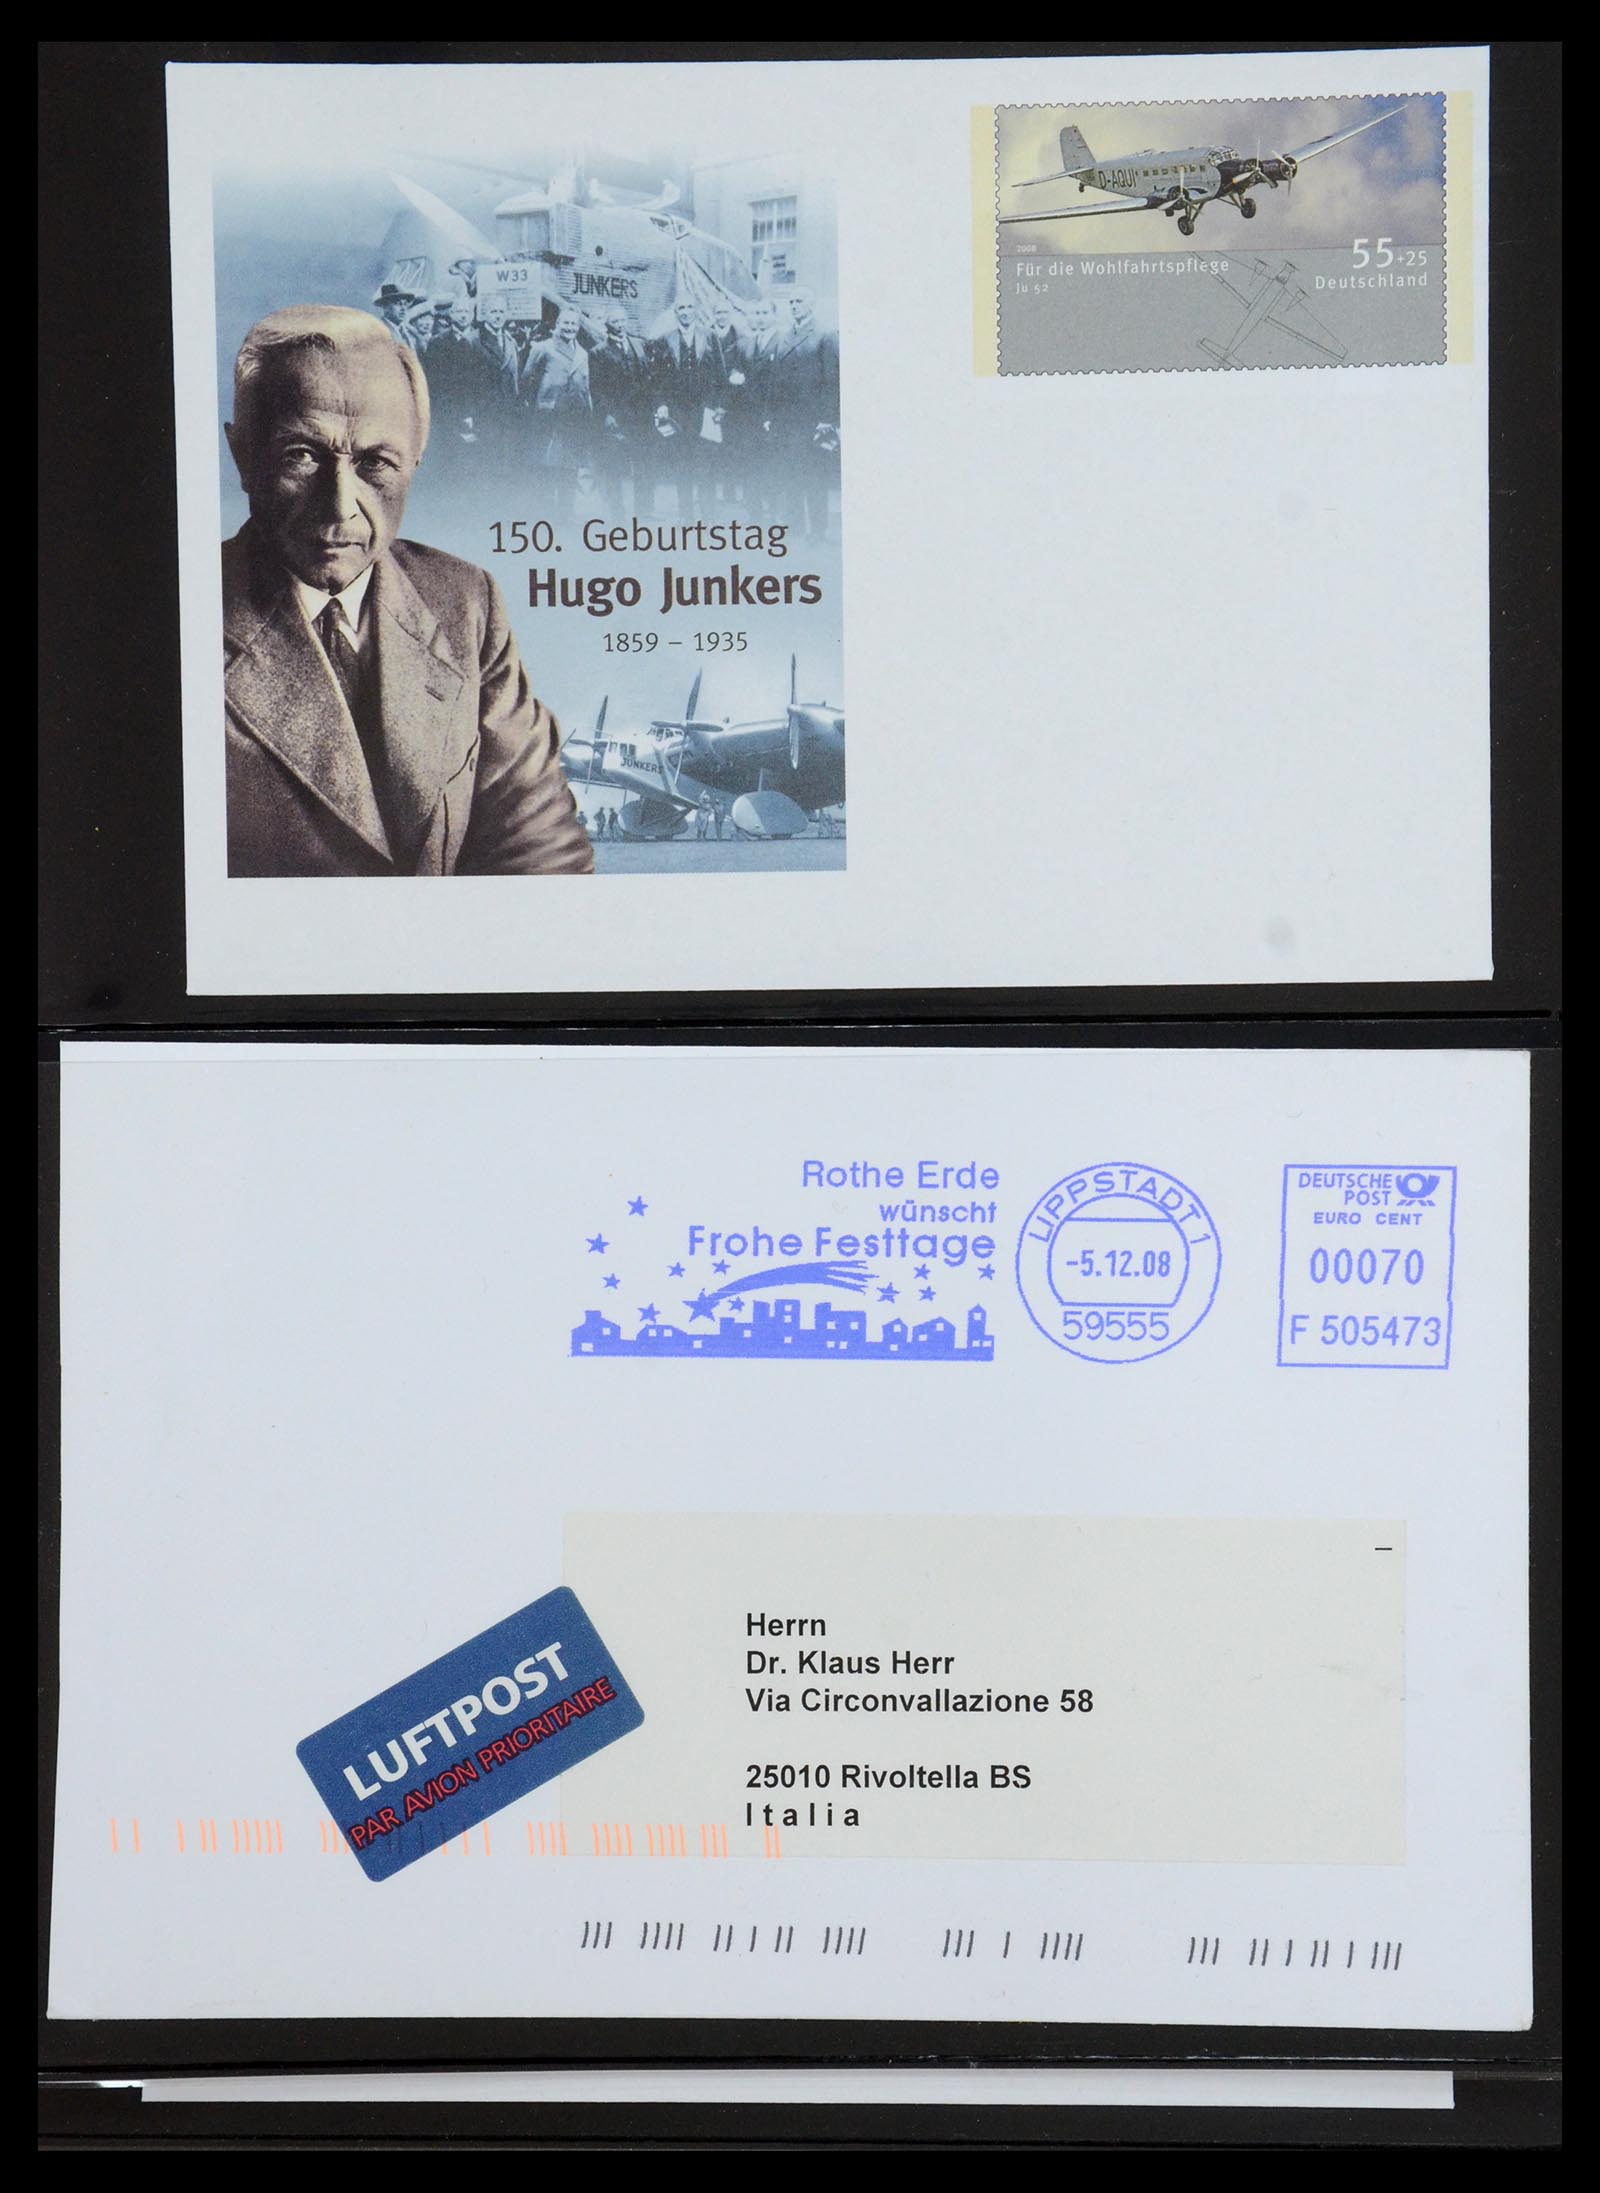 W33
JUNKERS
150. Geburtstag
Hugo Junkers
1859 – 1935
JUNKERS
D-AQUI
2008
Für die Wohlfahrtspflege
Ju 52
55+25
Deutschland
Rothe Erde
wünscht
Frohe Festtage
LIPPSTADT 1
-5.12.08
59555
DEUTSCHE
POST
EURO CENT
00070
F 505473
LUFTPOST
PAR AVION PRIORITAIRE
Herrn
Dr. Klaus Herr
Via Circonvallazione 58
25010 Rivoltella BS
Italia